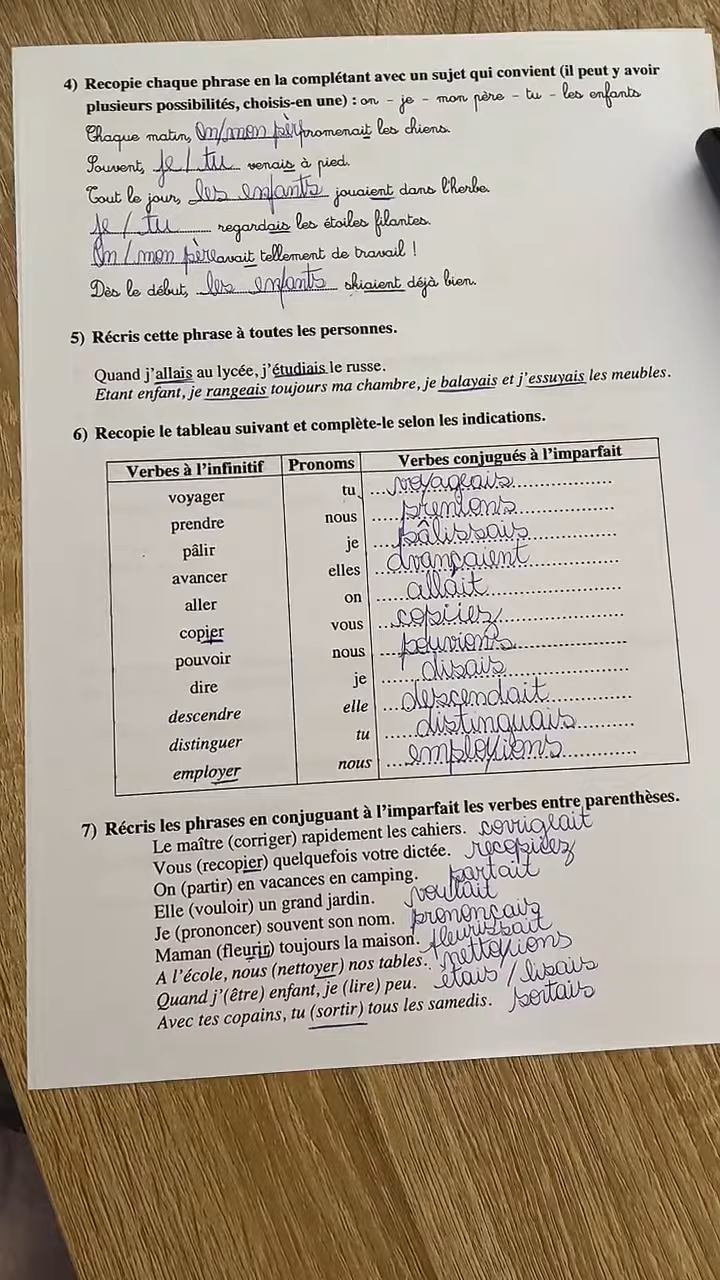 4) Recopie chaque phrase en la complétant avec un sujet qui convient (il peut y avoir
plusieurs possibilités, choisis-en une) : on - je - mon père - tu - les enfants
Chaque matin, On/mon père promenait les chiens.
Souvent, je / tu venais à pied.
Tout le jour, les enfants jouaient dans l'herbe.
je / tu regardais les étoiles filantes.
On / mon père avait tellement de travail !
Dès le début, les enfants skiaient déjà bien.
5) Récris cette phrase à toutes les personnes.
Quand j'allais au lycée, j'étudiais le russe.
Etant enfant, je rangeais toujours ma chambre, je balayais et j'essuyais les meubles.
6) Recopie le tableau suivant et complète-le selon les indications.
Verbes à l'infinitif Pronoms Verbes conjugués à l'imparfait
voyager tu voyageais
prendre nous prenions
pâlir je pâlissais
avancer elles avançaient
aller on allait
copier vous copiiez
pouvoir nous pouvions
dire je disais
descendre elle descendait
distinguer tu distinguais
employer nous employions
7) Récris les phrases en conjuguant à l'imparfait les verbes entre parenthèses.
Le maître (corriger) rapidement les cahiers. corrigeait
Vous (recopier) quelquefois votre dictée. recopiiez
On (partir) en vacances en camping. partait
Elle (vouloir) un grand jardin. voulait
Je (prononcer) souvent son nom. prononçais
Maman (fleurir) toujours la maison. fleurissait
A l'école, nous (nettoyer) nos tables. nettoyions
Quand j'(être) enfant, je (lire) peu. étais / lisais
Avec tes copains, tu (sortir) tous les samedis. sortais